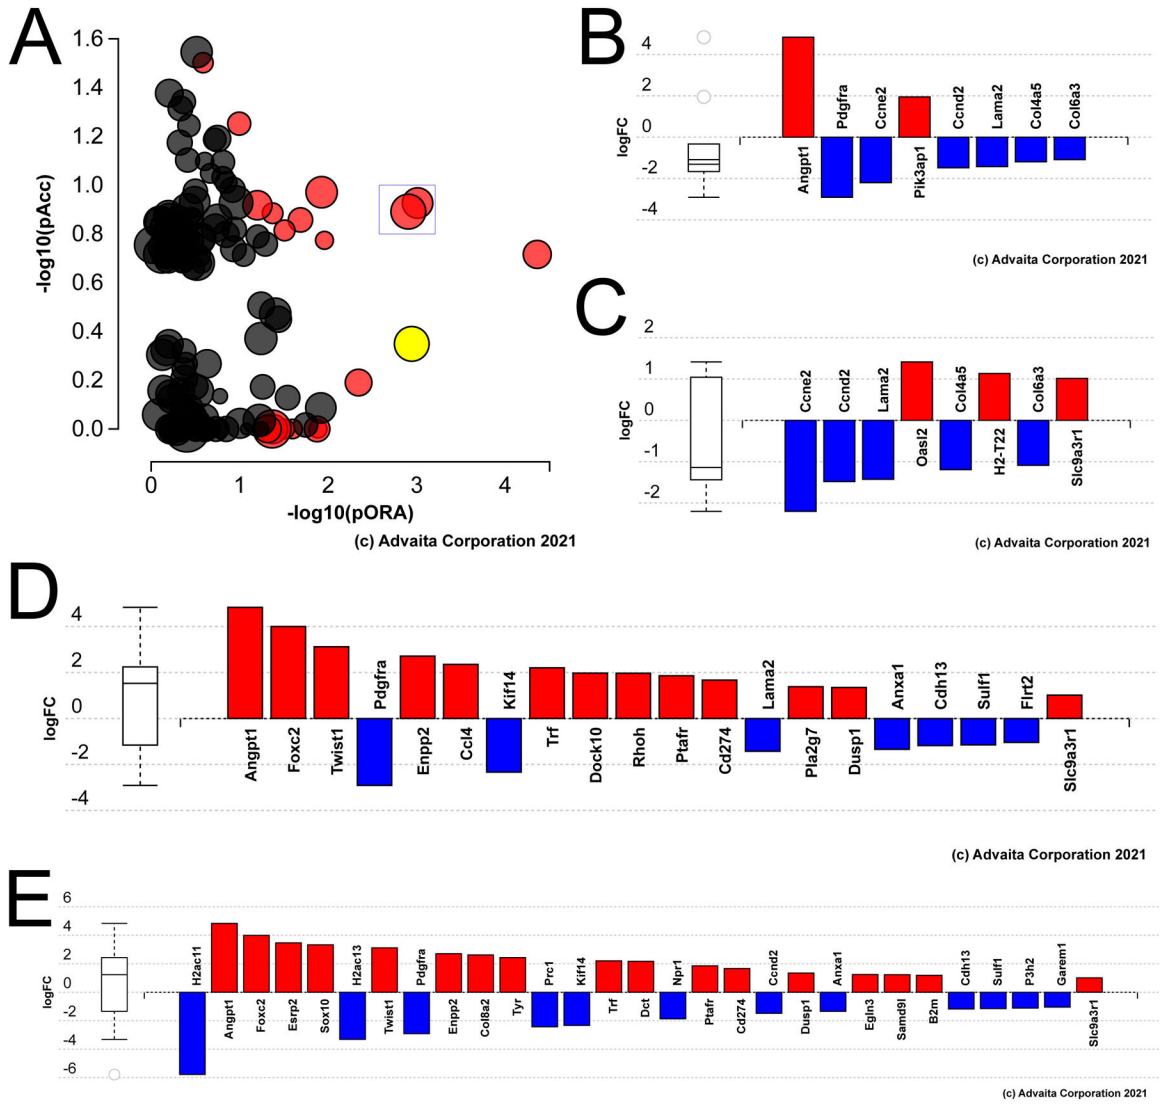 A
1.6
1.4
1.2
1.0
0.8
0.6
0.4
0.2
0.0
-log10(pAcc)
0 1 2 3 4
-log10(pORA)
(c) Advaita Corporation 2021
B
4
2
0
-2
-4
logFC
Angpt1
Pdgfra
Ccne2
Pik3ap1
Ccnd2
Lama2
Col4a5
Col6a3
(c) Advaita Corporation 2021
C
2
1
0
-1
-2
logFC
Ccne2
Ccnd2
Lama2
Oasl2
Col4a5
H2-T22
Col6a3
Slc9a3r1
(c) Advaita Corporation 2021
D
4
2
0
-2
-4
logFC
Angpt1
Foxc2
Twist1
Pdgfra
Enpp2
Ccl4
Kif14
Trf
Dock10
Rhoh
Ptafr
Cd274
Lama2
Pla2g7
Dusp1
Anxa1
Cdh13
Sulf1
Flrt2
Slc9a3r1
(c) Advaita Corporation 2021
E
6
4
2
0
-2
-4
-6
logFC
H2ac11
Angpt1
Foxc2
Esrp2
Sox10
H2ac13
Twist1
Pdgfra
Enpp2
Col8a2
Tyr
Prc1
Kif14
Trf
Dct
Npr1
Ptafr
Cd274
Ccnd2
Dusp1
Anxa1
Egln3
Samd9l
B2m
Cdh13
Sulf1
P3h2
Garem1
Slc9a3r1
(c) Advaita Corporation 2021